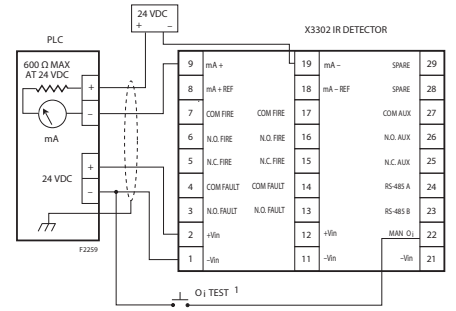 24 VDC
+ –
PLC
X3302 IR DETECTOR
600 Ω MAX
AT 24 VDC
+
–
mA
24 VDC
+
–
F2259
9 mA + 19 mA – SPARE 29
8 mA + REF 18 mA – REF SPARE 28
7 COM FIRE COM FIRE 17 COM AUX 27
6 N.O. FIRE N.O. FIRE 16 N.O. AUX 26
5 N.C. FIRE N.C. FIRE 15 N.C. AUX 25
4 COM FAULT COM FAULT 14 RS-485 A 24
3 N.O. FAULT N.O. FAULT 13 RS-485 B 23
2 +Vin 12 +Vin MAN Oi 22
1 –Vin 11 –Vin –Vin 21
Oi TEST 1